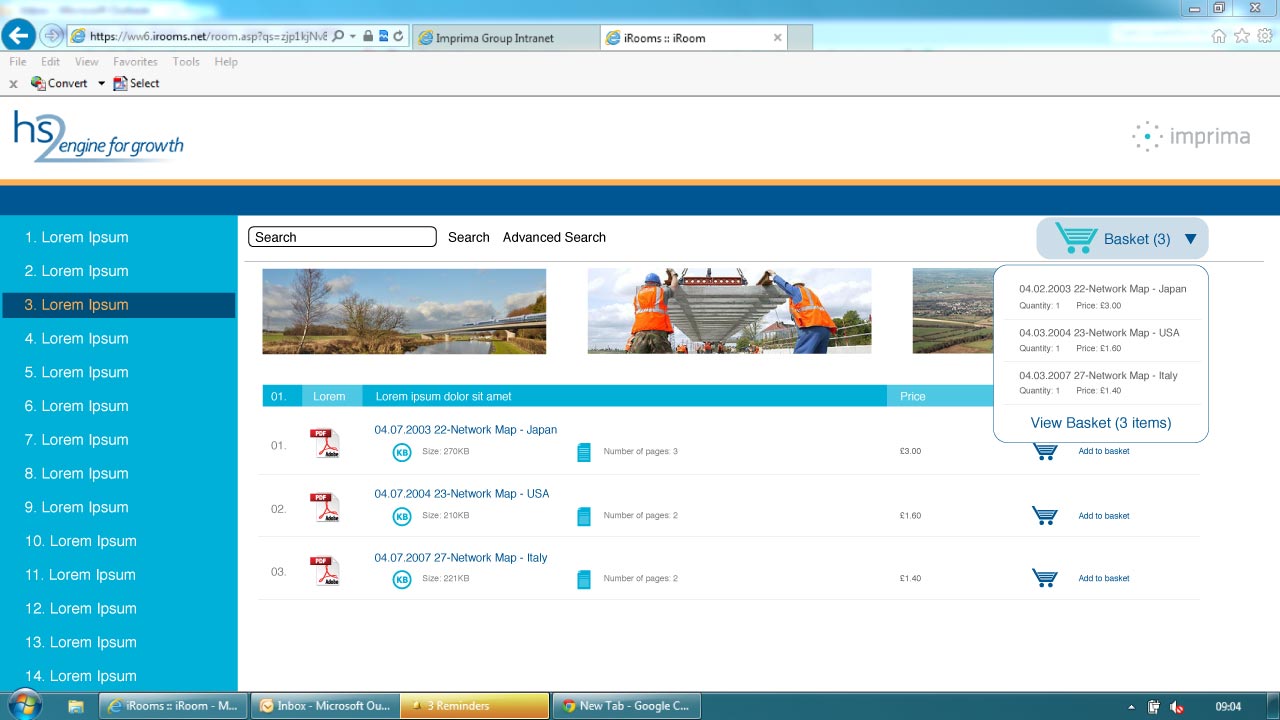 https://ww6.irooms.net/room.asp?qs=zjp1kjNvE
Imprima Group Intranet
iRooms :: iRoom
File Edit View Favorites Tools Help
x Convert Select
hs2 engine for growth
imprima
1. Lorem Ipsum
2. Lorem Ipsum
3. Lorem Ipsum
4. Lorem Ipsum
5. Lorem Ipsum
6. Lorem Ipsum
7. Lorem Ipsum
8. Lorem Ipsum
9. Lorem Ipsum
10. Lorem Ipsum
11. Lorem Ipsum
12. Lorem Ipsum
13. Lorem Ipsum
14. Lorem Ipsum
Search Search Advanced Search
Basket (3)
04.02.2003 22-Network Map - Japan
Quantity: 1 Price: £3.00
04.03.2004 23-Network Map - USA
Quantity: 1 Price: £1.60
04.03.2007 27-Network Map - Italy
Quantity: 1 Price: £1.40
View Basket (3 items)
01. Lorem Lorem ipsum dolor sit amet Price
01. PDF Adobe 04.07.2003 22-Network Map - Japan
KB Size: 270KB Number of pages: 3 £3.00 Add to basket
02. PDF Adobe 04.07.2004 23-Network Map - USA
KB Size: 210KB Number of pages: 2 £1.60 Add to basket
03. PDF Adobe 04.07.2007 27-Network Map - Italy
KB Size: 221KB Number of pages: 2 £1.40 Add to basket
iRooms :: iRoom - M... Inbox - Microsoft Ou... 3 Reminders New Tab - Google C... 09:04